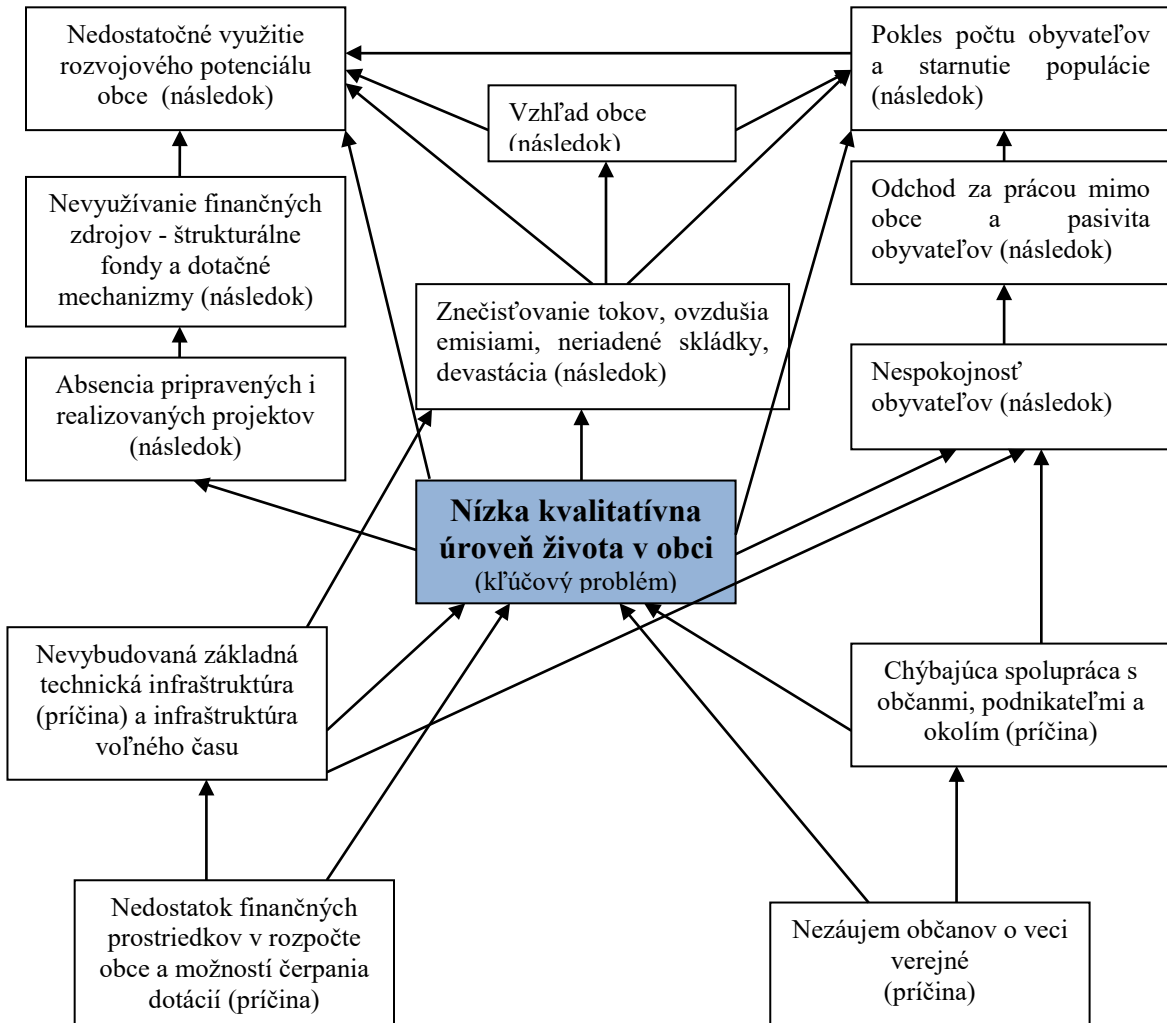 Nedostatočné využitie
rozvojového potenciálu
obce (následok)
Pokles počtu obyvateľov
a starnutie populácie
(následok)
Vzhľad obce
(následok)
Nevyužívanie finančných
zdrojov - štrukturálne
fondy a dotačné
mechanizmy (následok)
Odchod za prácou mimo
obce a pasivita
obyvateľov (následok)
Znečisťovanie tokov, ovzdušia
emisiami, neriadené skládky,
devastácia (následok)
Absencia pripravených i
realizovaných projektov
(následok)
Nespokojnosť
obyvateľov (následok)
Nízka kvalitatívna
úroveň života v obci
(kľúčový problém)
Nevybudovaná základná
technická infraštruktúra
(príčina) a infraštruktúra
voľného času
Chýbajúca spolupráca s
občanmi, podnikateľmi a
okolím (príčina)
Nedostatok finančných
prostriedkov v rozpočte
obce a možností čerpania
dotácií (príčina)
Nezáujem občanov o veci
verejné
(príčina)